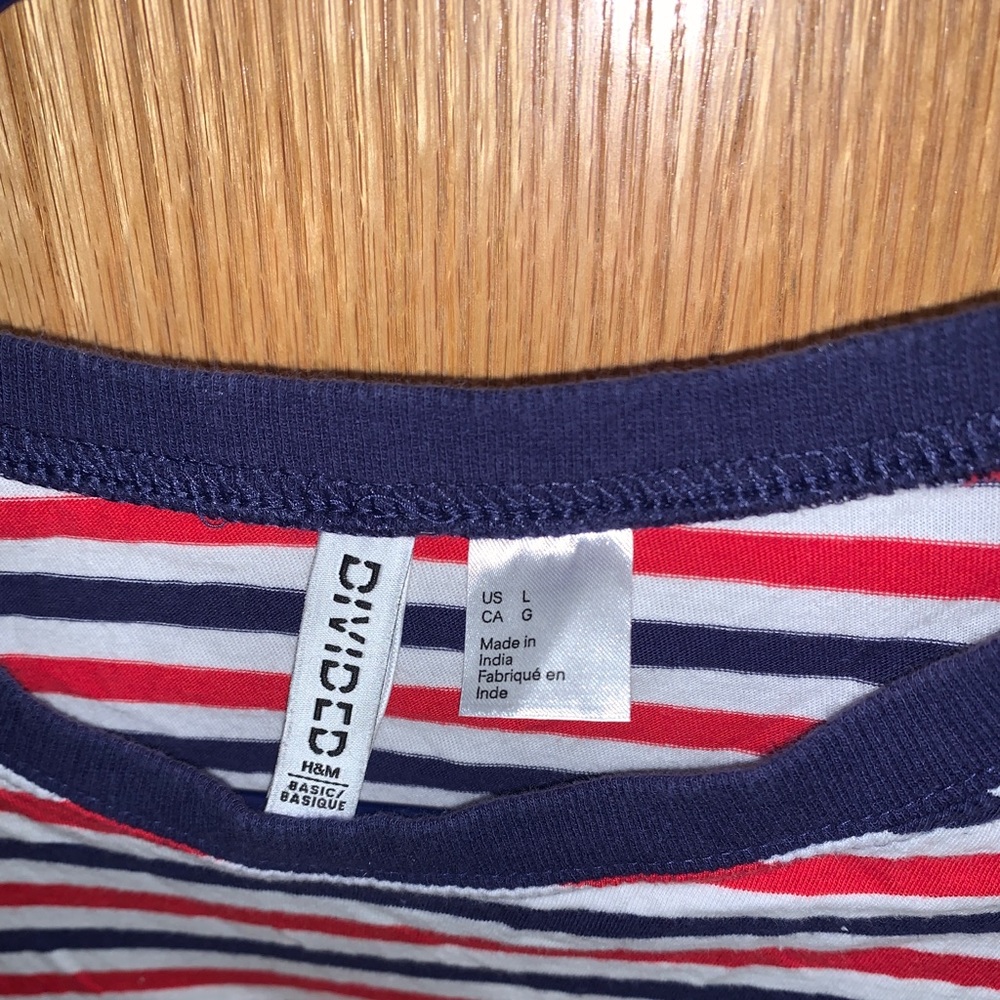 DIVIDED
H&M
BASIC/
BASIQUE
US L
CA G
Made in
India
Fabriqué en
Inde